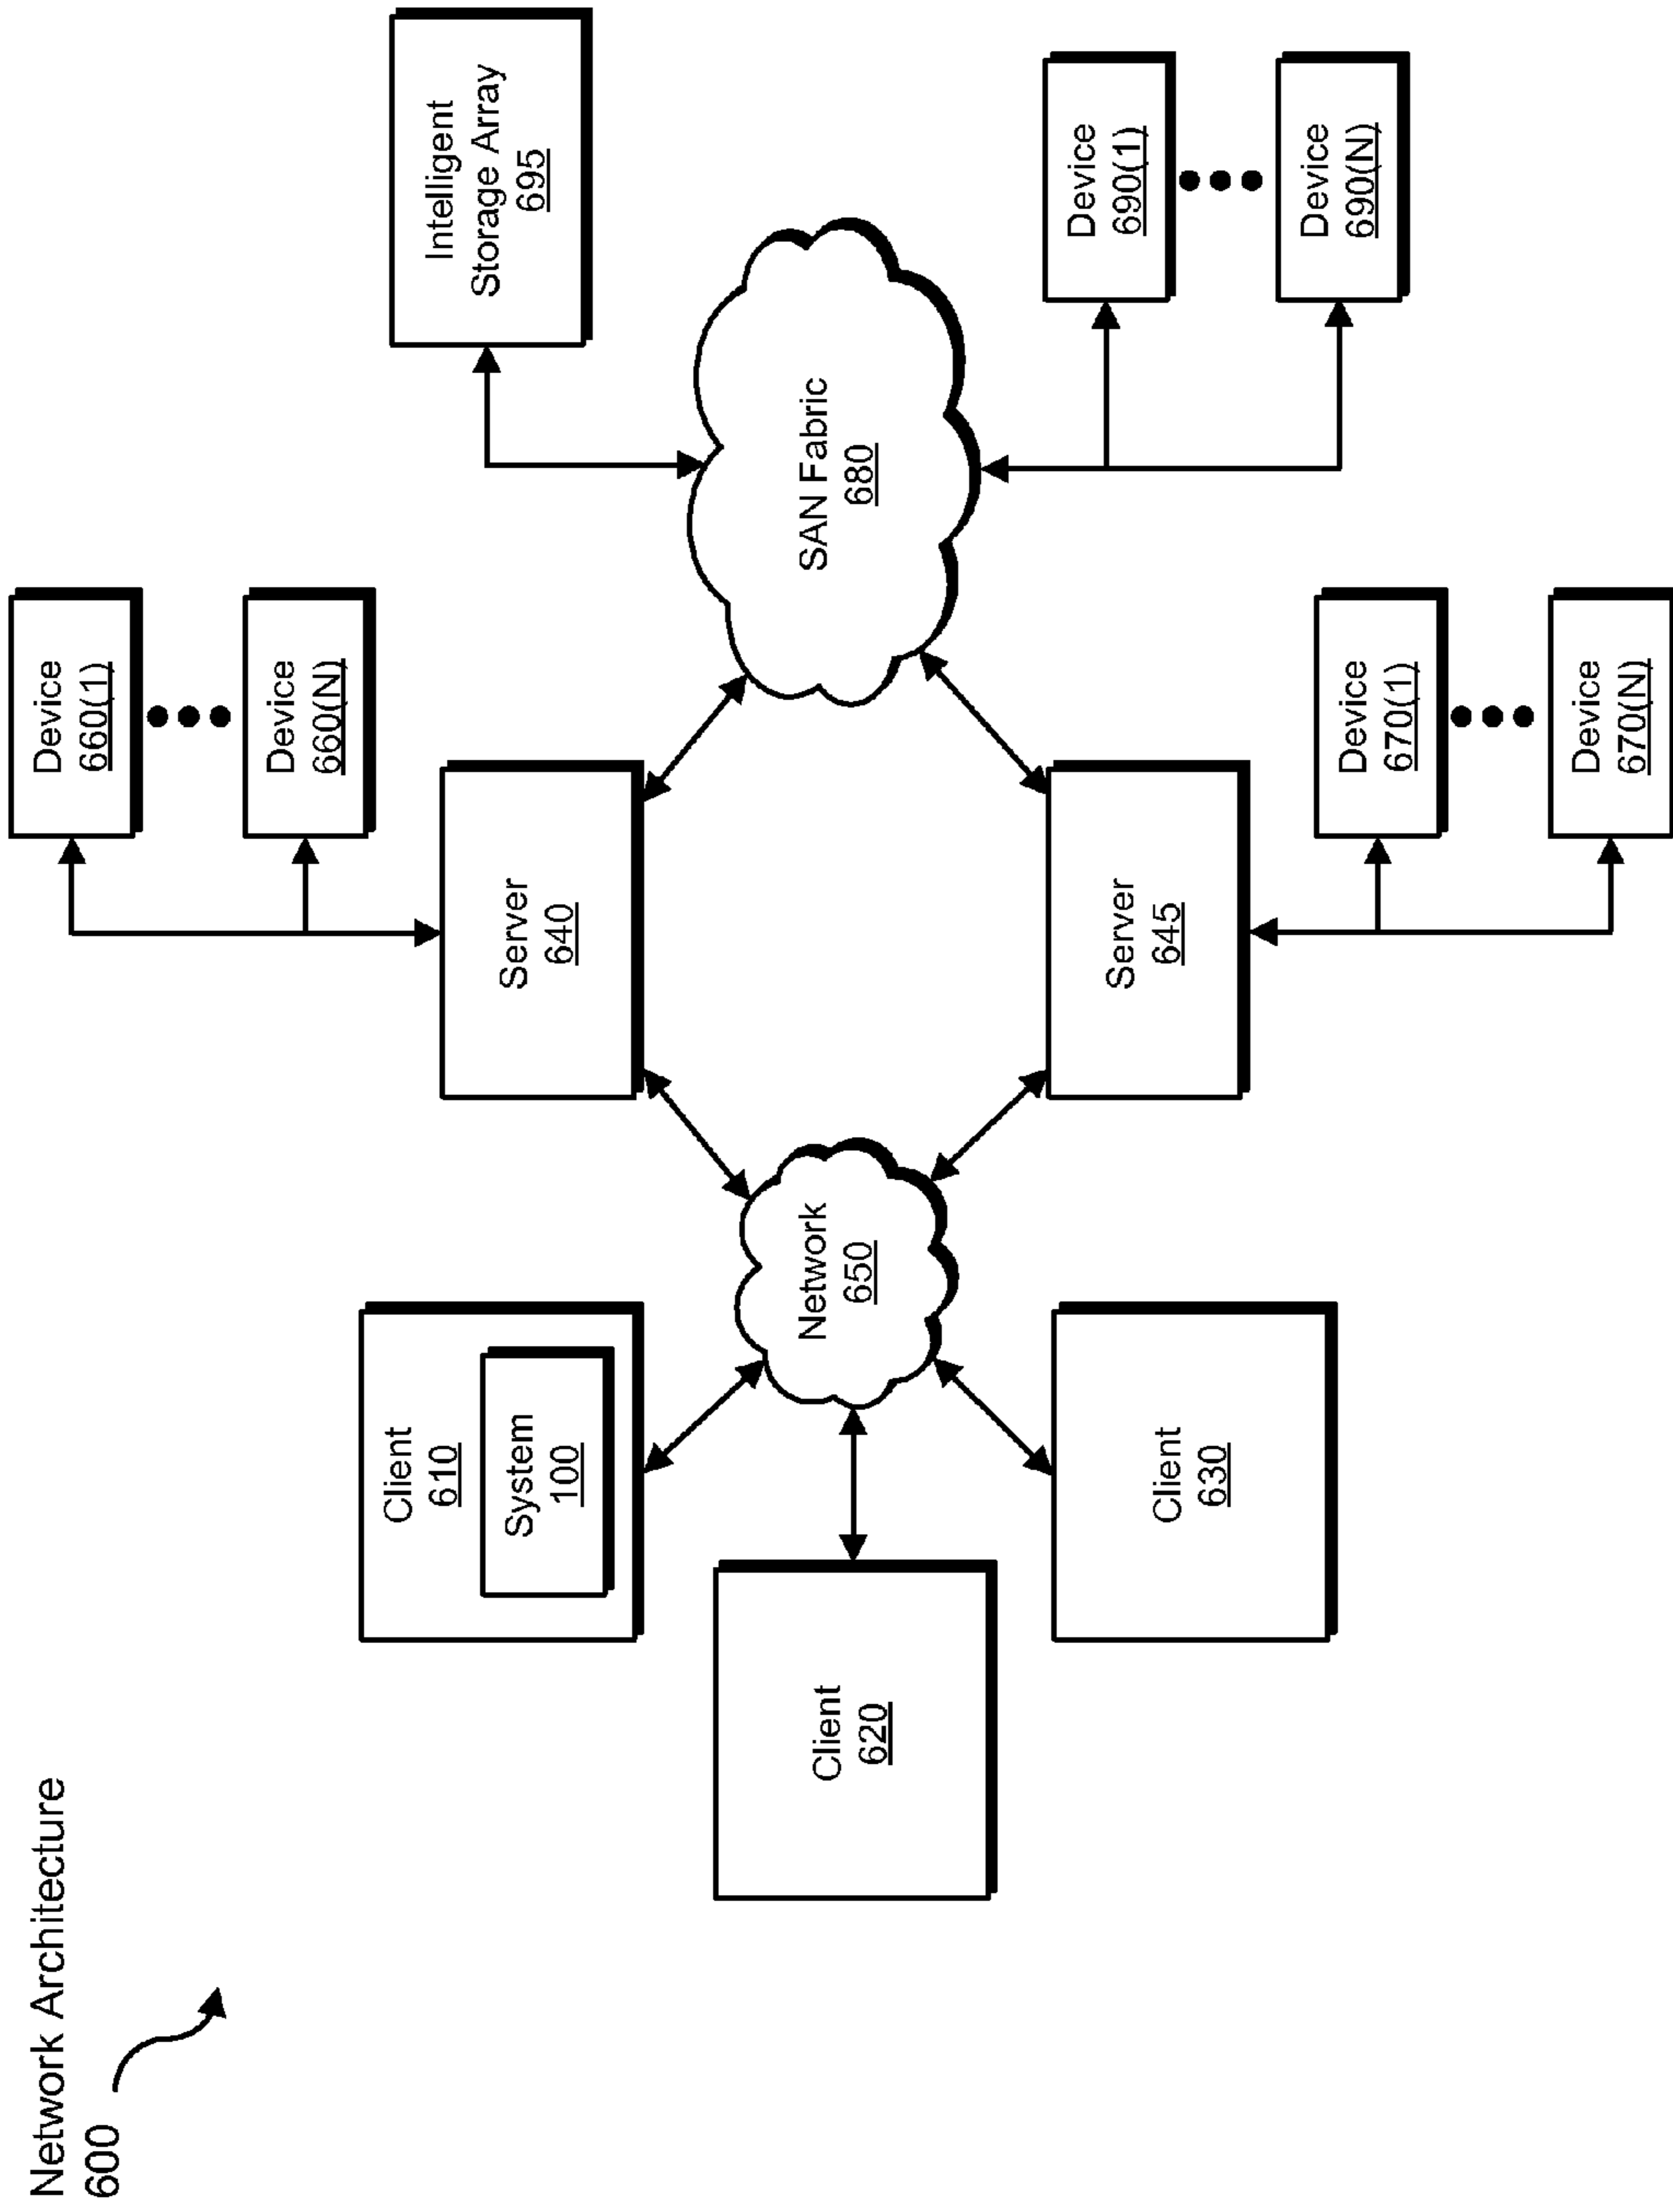 Network Architecture
600
Client
610
System
100
Client
620
Client
630
Network
650
Server
640
Server
645
Device
660(1)
Device
660(N)
Device
670(1)
Device
670(N)
SAN Fabric
680
Intelligent
Storage Array
695
Device
690(1)
Device
690(N)